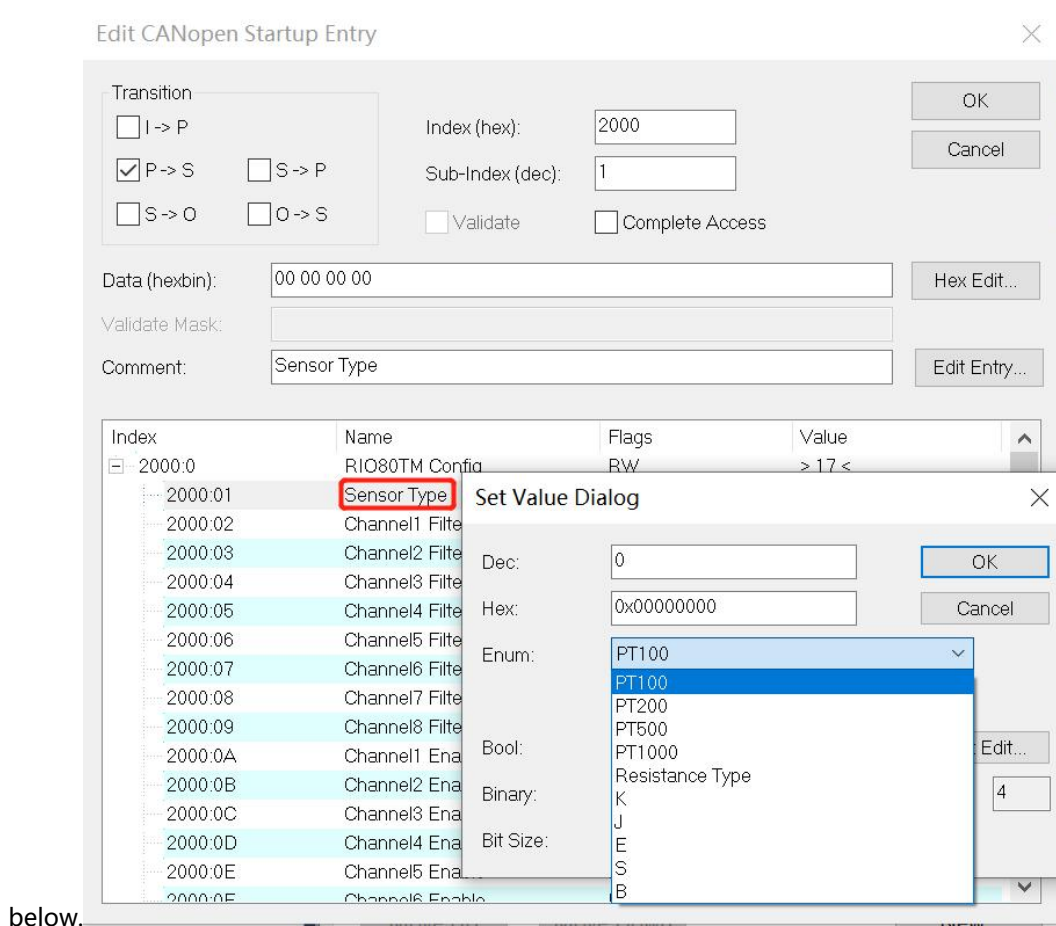 Edit CANopen Startup Entry
Transition
I -> P
P -> S
S -> P
S -> O
O -> S
Index (hex):
2000
Sub-Index (dec):
1
Validate
Complete Access
OK
Cancel
Data (hexbin):
00 00 00 00
Hex Edit...
Validate Mask:
Comment:
Sensor Type
Edit Entry...
Index Name Flags Value
2000:0 RIO80TM Config RW > 17 <
2000:01 Sensor Type
2000:02 Channel1 Filte
2000:03 Channel2 Filte
2000:04 Channel3 Filte
2000:05 Channel4 Filte
2000:06 Channel5 Filte
2000:07 Channel6 Filte
2000:08 Channel7 Filte
2000:09 Channel8 Filte
2000:0A Channel1 Ena
2000:0B Channel2 Ena
2000:0C Channel3 Ena
2000:0D Channel4 Ena
2000:0E Channel5 Ena
Channel6 Enable
Set Value Dialog
Dec:
0
OK
Hex:
0x00000000
Cancel
Enum:
PT100
PT100
PT200
PT500
PT1000
Resistance Type
K
J
E
S
B
Bool:
Edit...
Binary:
4
Bit Size:
below.